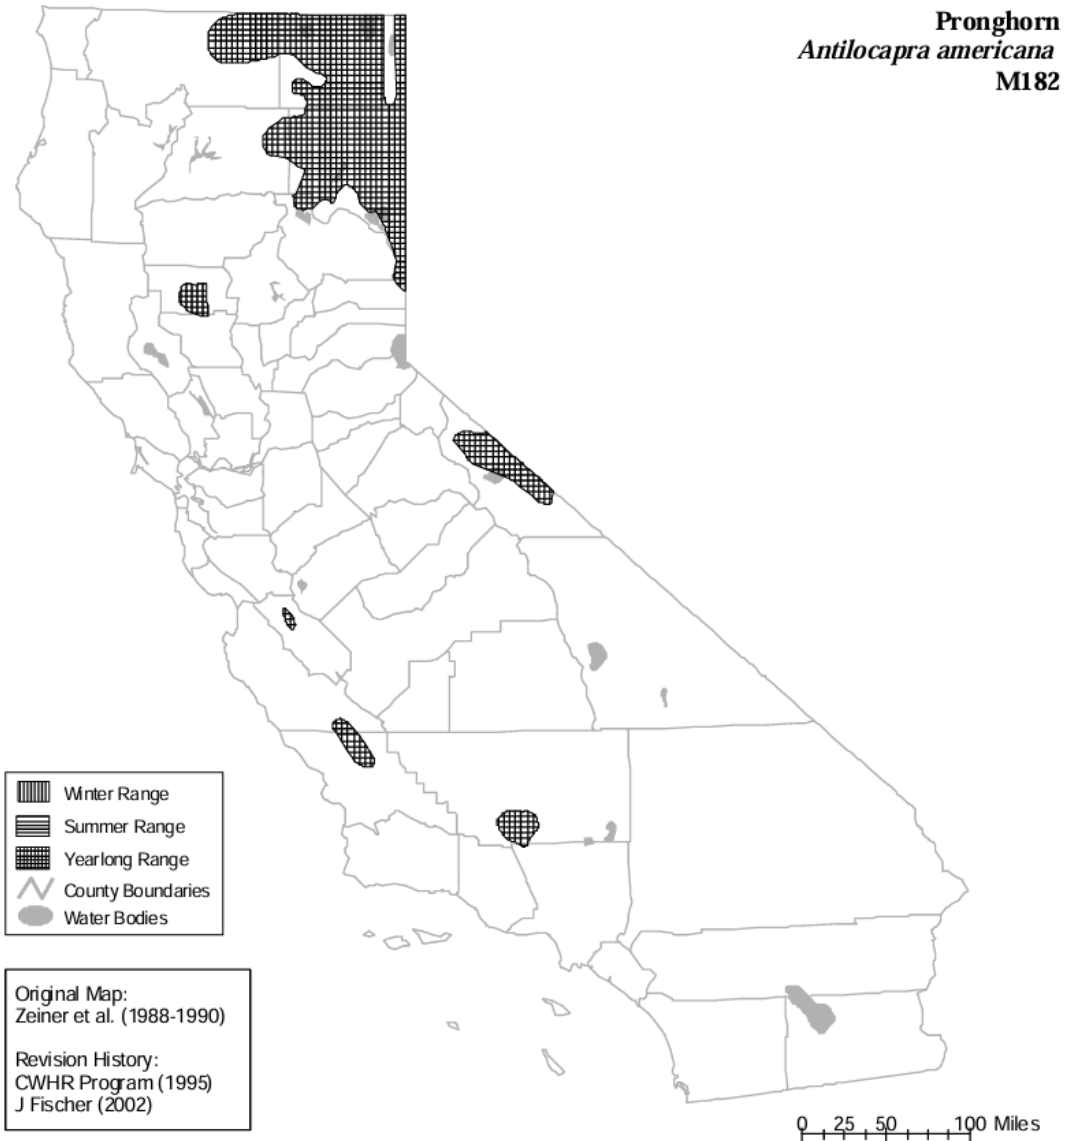 Pronghorn
Antilocapra americana
M182
Winter Range
Summer Range
Yearlong Range
County Boundaries
Water Bodies
Original Map:
Zeiner et al. (1988-1990)
Revision History:
CWHR Program (1995)
J Fischer (2002)
0 25 50 100 Miles